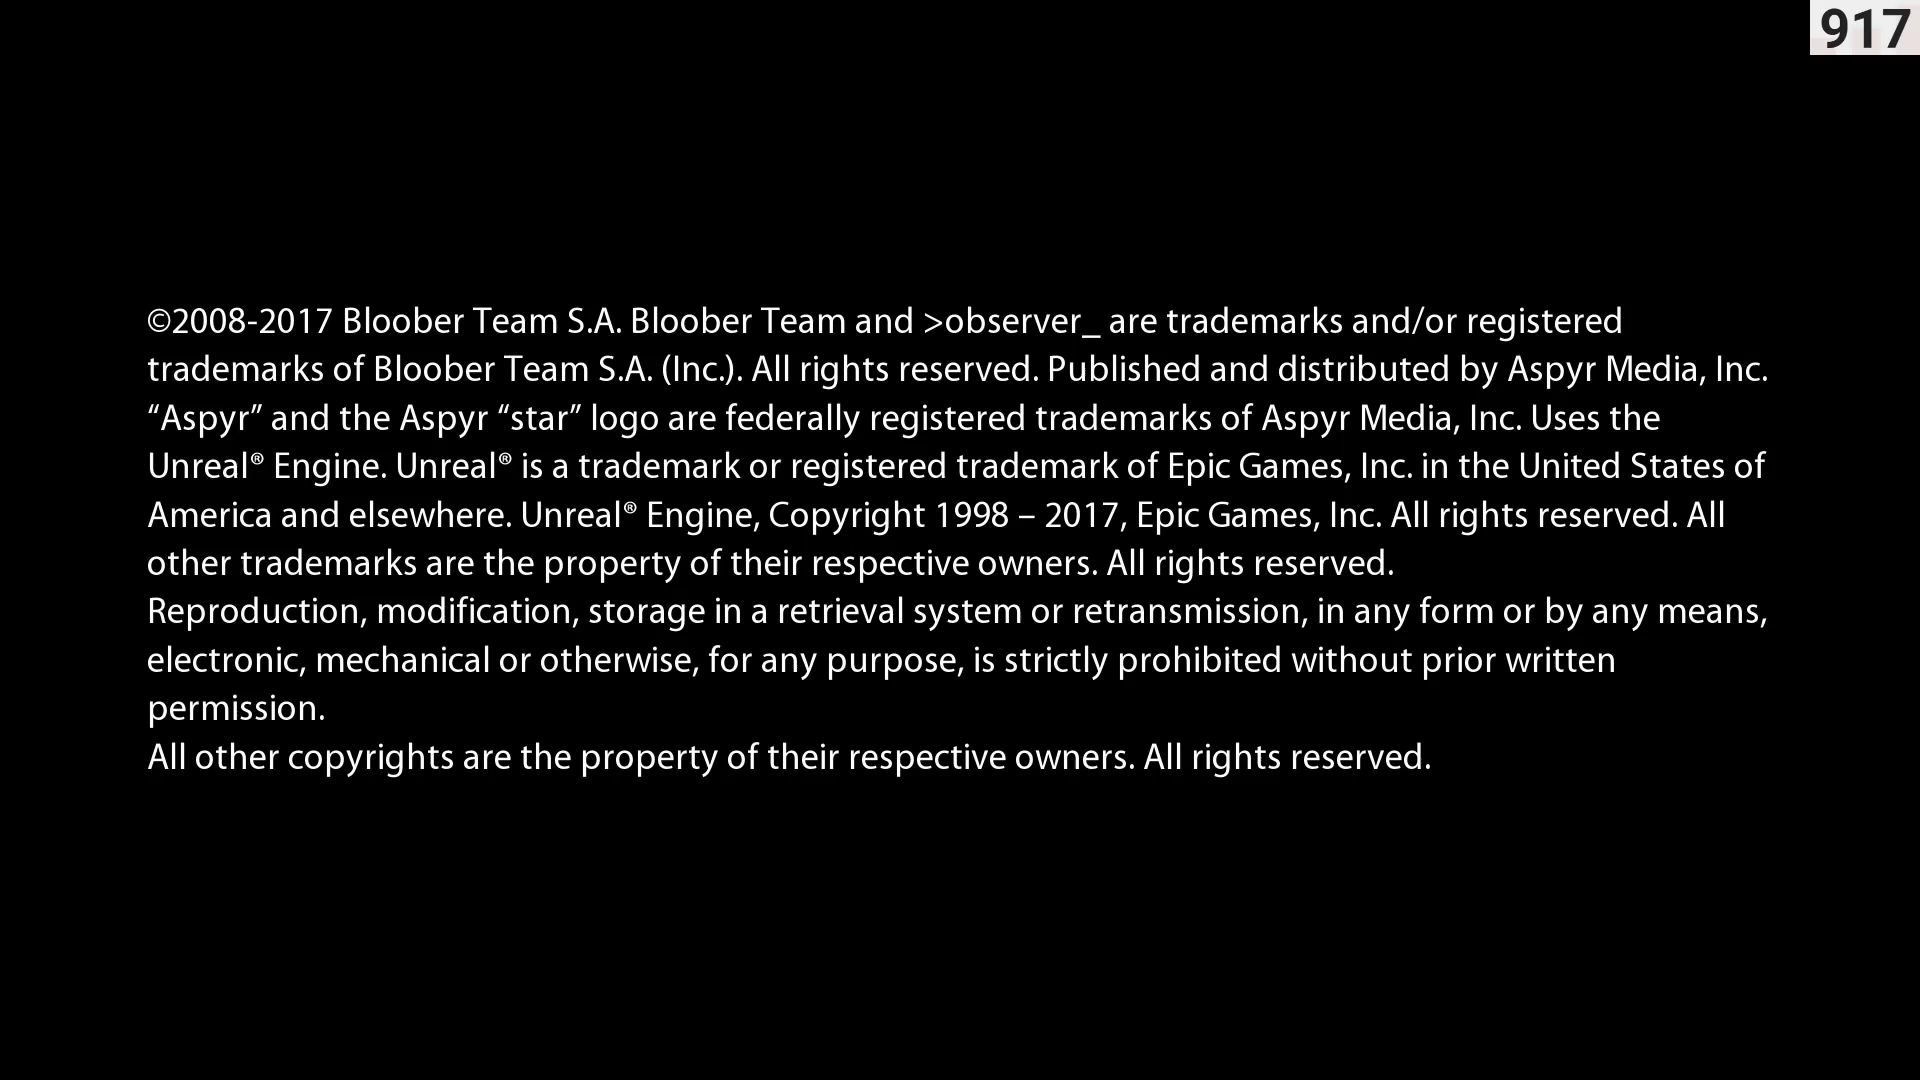 917
©2008-2017 Bloober Team S.A. Bloober Team and >observer_ are trademarks and/or registered
trademarks of Bloober Team S.A. (Inc.). All rights reserved. Published and distributed by Aspyr Media, Inc.
“Aspyr” and the Aspyr “star” logo are federally registered trademarks of Aspyr Media, Inc. Uses the
Unreal® Engine. Unreal® is a trademark or registered trademark of Epic Games, Inc. in the United States of
America and elsewhere. Unreal® Engine, Copyright 1998 – 2017, Epic Games, Inc. All rights reserved. All
other trademarks are the property of their respective owners. All rights reserved.
Reproduction, modification, storage in a retrieval system or retransmission, in any form or by any means,
electronic, mechanical or otherwise, for any purpose, is strictly prohibited without prior written
permission.
All other copyrights are the property of their respective owners. All rights reserved.